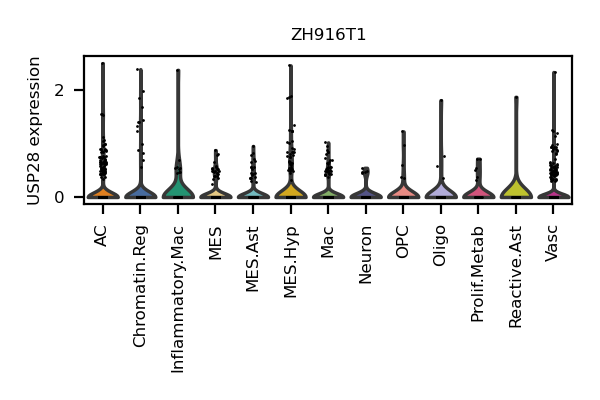 ZH916T1
USP28 expression
2
0
AC
Chromatin.Reg
Inflammatory.Mac
MES
MES.Ast
MES.Hyp
Mac
Neuron
OPC
Oligo
Prolif.Metab
Reactive.Ast
Vasc